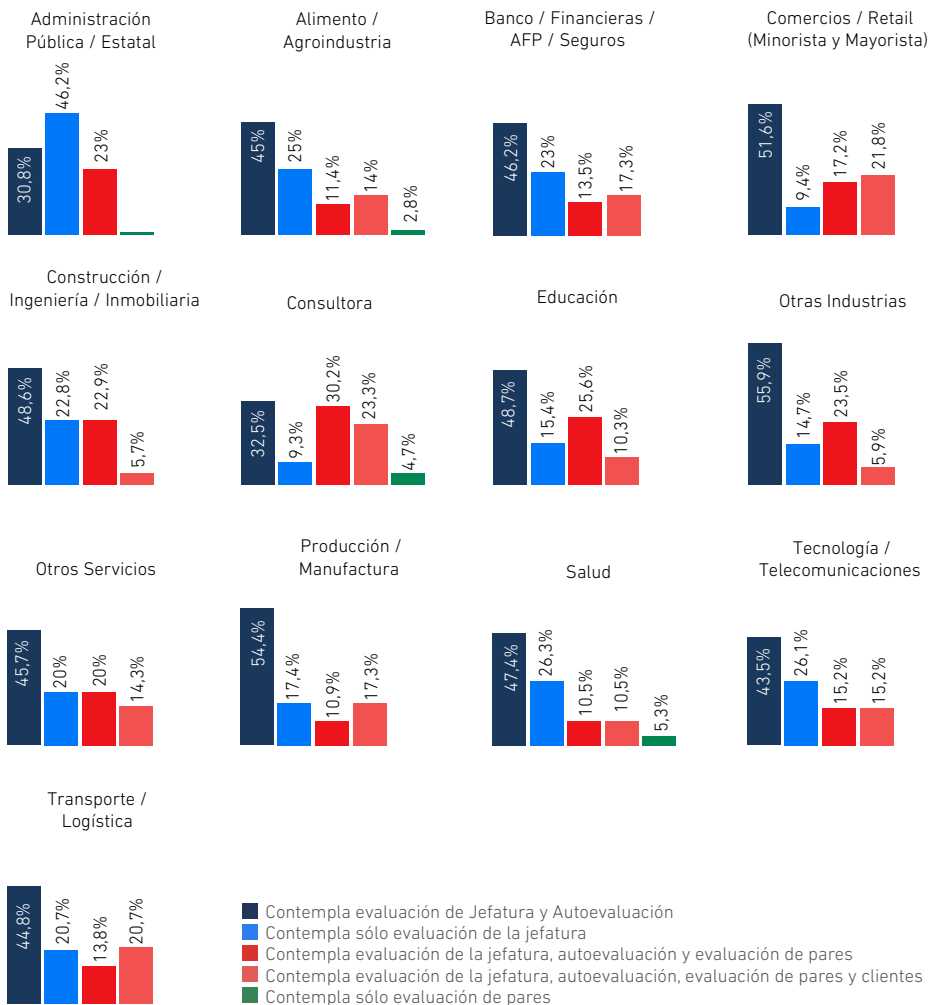 Administración
Pública / Estatal
30,8%
46,2%
23%
Alimento /
Agroindustria
45%
25%
11,4%
14%
2,8%
Banco / Financieras /
AFP / Seguros
46,2%
23%
13,5%
17,3%
Comercios / Retail
(Minorista y Mayorista)
51,6%
9,4%
17,2%
21,8%
Construcción /
Ingeniería / Inmobiliaria
48,6%
22,8%
22,9%
5,7%
Consultora
32,5%
9,3%
30,2%
23,3%
4,7%
Educación
48,7%
15,4%
25,6%
10,3%
Otras Industrias
55,9%
14,7%
23,5%
5,9%
Otros Servicios
45,7%
20%
20%
14,3%
Producción /
Manufactura
54,4%
17,4%
10,9%
17,3%
Salud
47,4%
26,3%
10,5%
10,5%
5,3%
Tecnología /
Telecomunicaciones
43,5%
26,1%
15,2%
15,2%
Transporte /
Logística
44,8%
20,7%
13,8%
20,7%
Contempla evaluación de Jefatura y Autoevaluación
Contempla sólo evaluación de la jefatura
Contempla evaluación de la jefatura, autoevaluación y evaluación de pares
Contempla evaluación de la jefatura, autoevaluación, evaluación de pares y clientes
Contempla sólo evaluación de pares